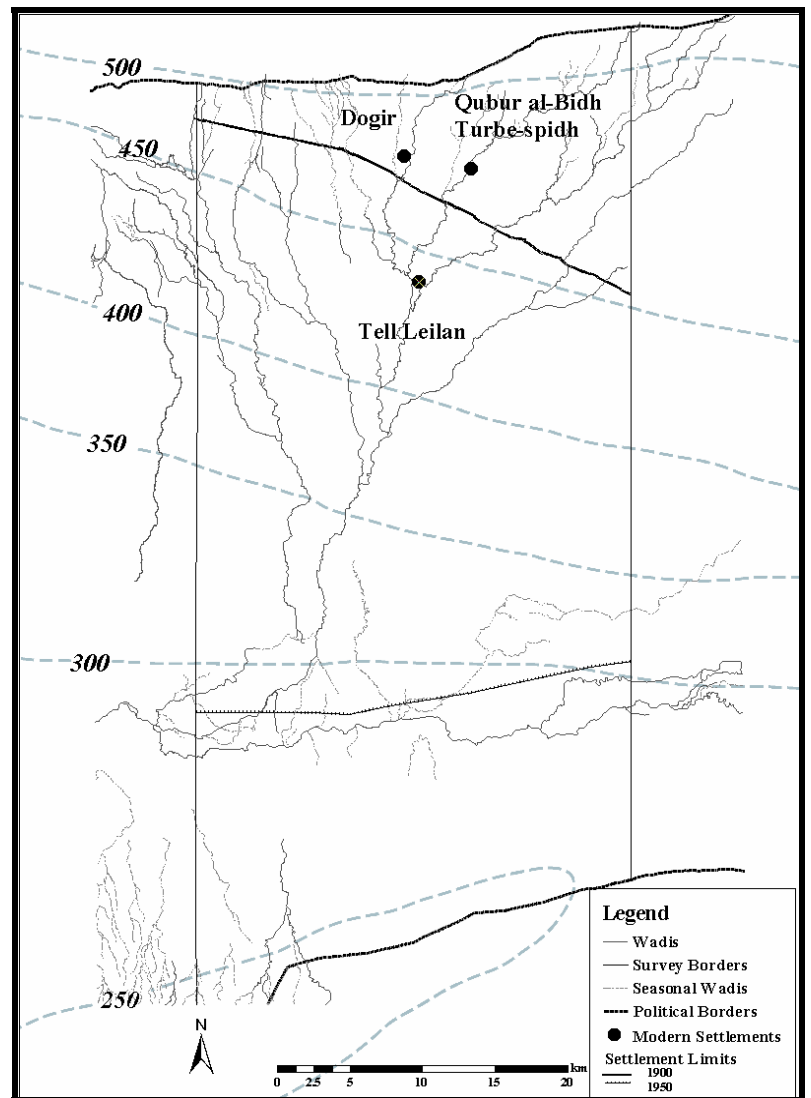 500
Dogir
Qubur al-Bidh
Turbe-spidh
450
400
Tell Leilan
350
300
250
N
km
0 2.5 5 10 15 20
Legend
Wadis
Survey Borders
Seasonal Wadis
Political Borders
Modern Settlements
Settlement Limits
1900
1950